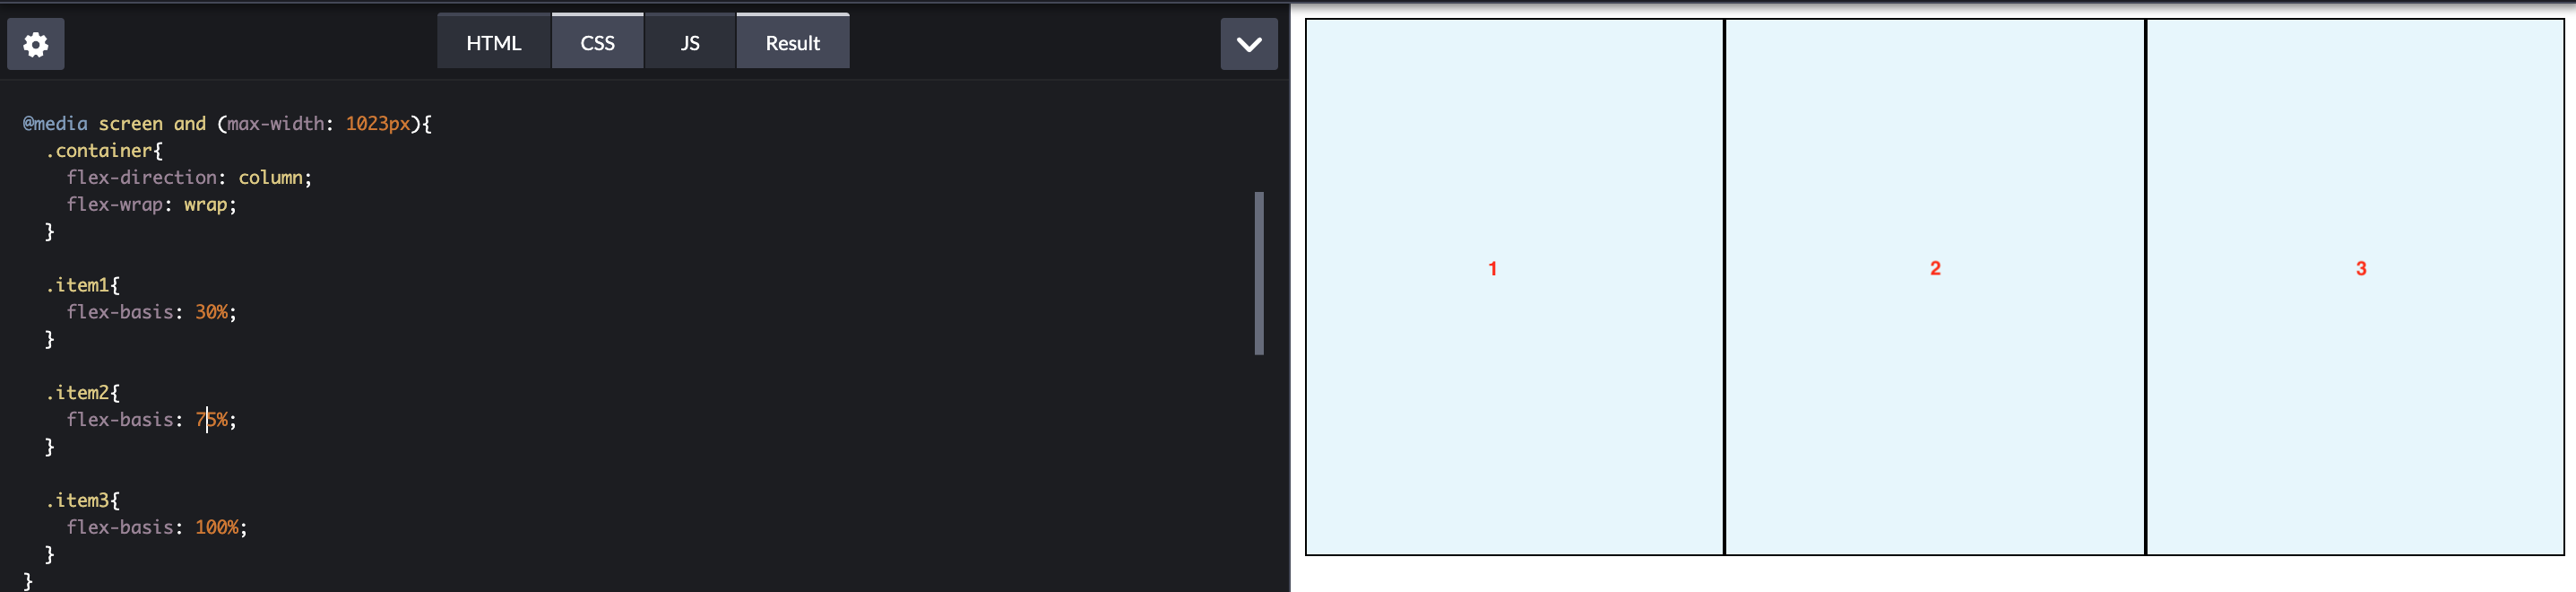 HTML CSS JS Result
@media screen and (max-width: 1023px){
.container{
flex-direction: column;
flex-wrap: wrap;
}
.item1{
flex-basis: 30%;
}
.item2{
flex-basis: 75%;
}
.item3{
flex-basis: 100%;
}
}
1 2 3